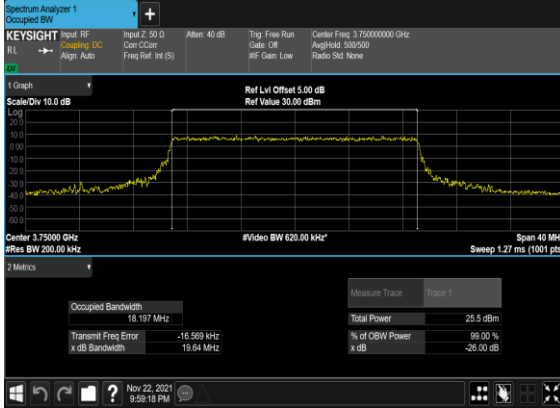 Spectrum Analyzer 1
Occupied BW
+
KEYSIGHT
RL
Input: RF
Coupling: DC
Align: Auto
Input Z: 50 Ω
Corr CCorr
Freq Ref: Int (S)
Atten: 40 dB
Trig: Free Run
Gate: Off
#IF Gain: Low
Center Freq: 3.750000000 GHz
Avg|Hold: 500/500
Radio Std: None
1 Graph
Scale/Div 10.0 dB
Ref Lvl Offset 5.00 dB
Ref Value 30.00 dBm
Log
20.0
10.0
0.00
-10.0
-20.0
-30.0
-40.0
-50.0
-60.0
Center 3.75000 GHz
#Res BW 200.00 kHz
#Video BW 620.00 kHz*
Span 40 MH
Sweep 1.27 ms (1001 pts
2 Metrics
Measure Trace Trace 1
Occupied Bandwidth
18.197 MHz
Total Power 25.5 dBm
Transmit Freq Error -16.569 kHz
% of OBW Power 99.00 %
x dB Bandwidth 19.64 MHz
x dB -26.00 dB
?
Nov 22, 2021
9:59:18 PM